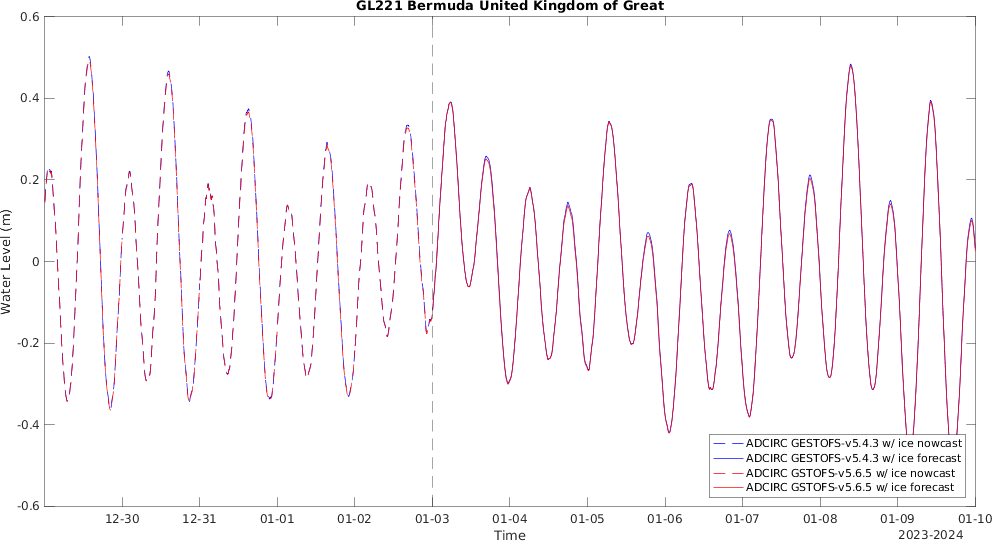 GL221 Bermuda United Kingdom of Great
0.6
0.4
0.2
0
-0.2
-0.4
-0.6
Water Level (m)
ADCIRC GESTOFS-v5.4.3 w/ ice nowcast
ADCIRC GESTOFS-v5.4.3 w/ ice forecast
ADCIRC GSTOFS-v5.6.5 w/ ice nowcast
ADCIRC GSTOFS-v5.6.5 w/ ice forecast
12-30 12-31 01-01 01-02 01-03 01-04 01-05 01-06 01-07 01-08 01-09 01-10
Time
2023-2024